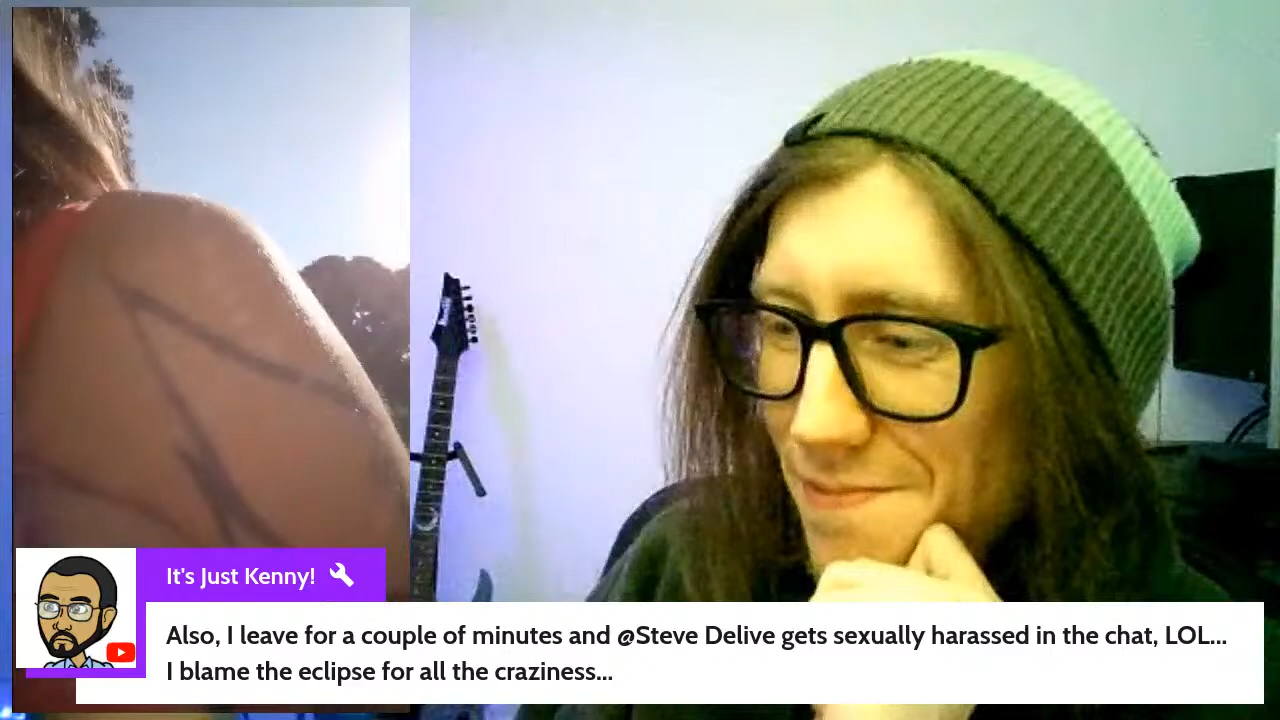 It's Just Kenny!
Also, I leave for a couple of minutes and @Steve Delive gets sexually harassed in the chat, LOL...
I blame the eclipse for all the craziness...